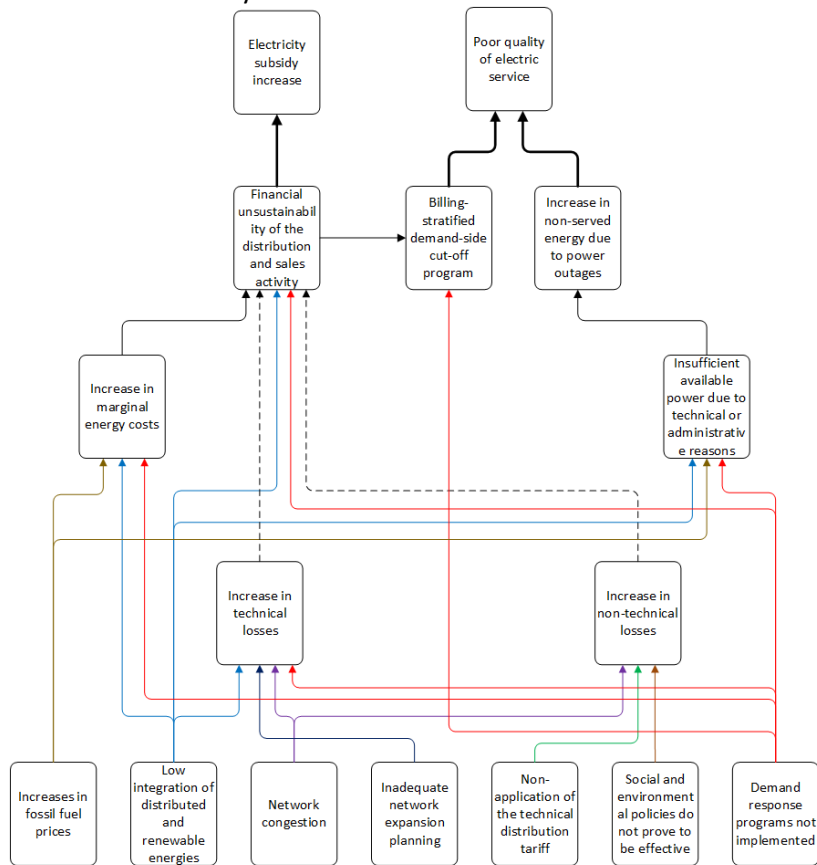 Electricity
subsidy
increase
Poor quality
of electric
service
Financial
unsustainabil
ity of the
distribution
and sales
activity
Billing-
stratified
demand-side
cut-off
program
Increase in
non-served
energy due
to power
outages
Increase in
marginal
energy costs
Insufficient
available
power due to
technical or
administrativ
e reasons
Increase in
technical
losses
Increase in
non-technical
losses
Increases in
fossil fuel
prices
Low
integration of
distributed
and
renewable
energies
Network
congestion
Inadequate
network
expansion
planning
Non-
application of
the technical
distribution
tariff
Social and
environment
al policies do
not prove to
be effective
Demand
response
programs not
implemented